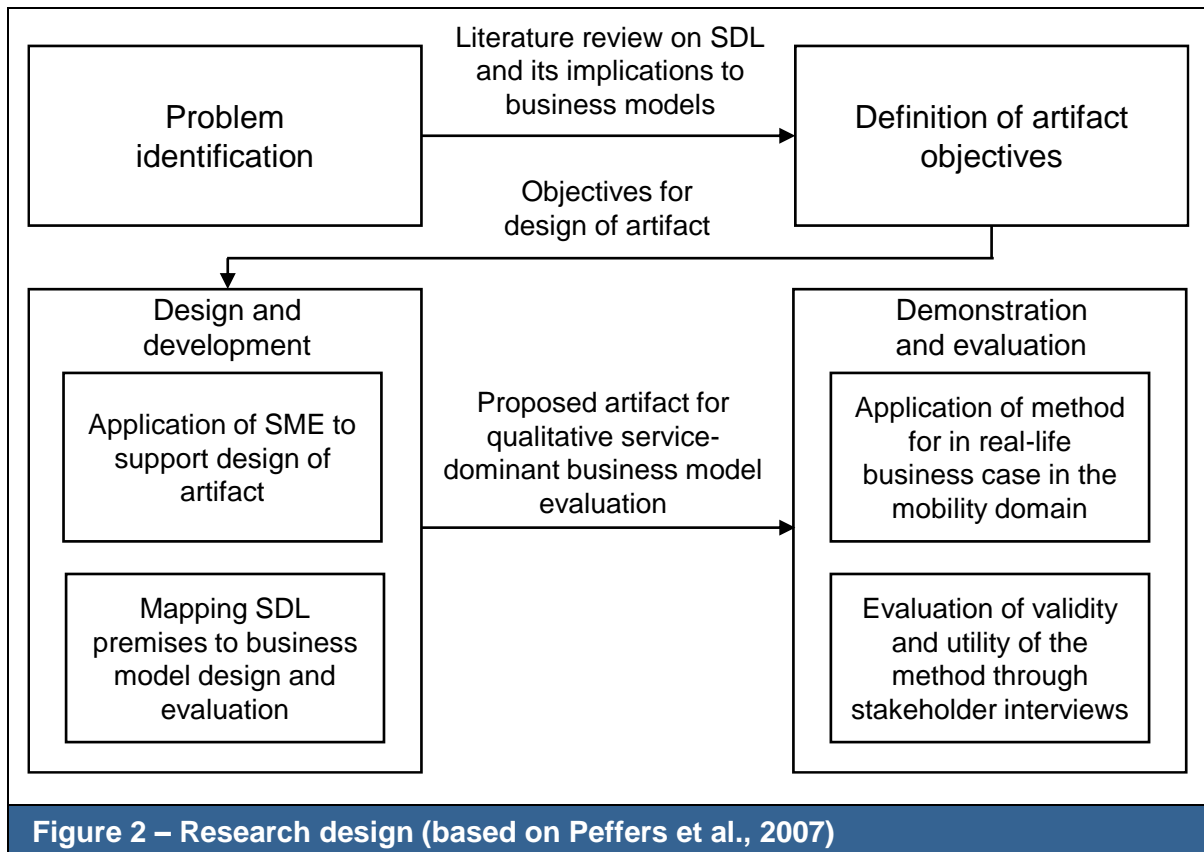 Literature review on SDL
and its implications to
business models
Problem
identification
Definition of artifact
objectives
Objectives for
design of artifact
Design and
development
Application of SME to
support design of
artifact
Mapping SDL
premises to business
model design and
evaluation
Proposed artifact for
qualitative service-
dominant business model
evaluation
Demonstration
and evaluation
Application of method
for in real-life
business case in the
mobility domain
Evaluation of validity
and utility of the
method through
stakeholder interviews
Figure 2 – Research design (based on Peffers et al., 2007)